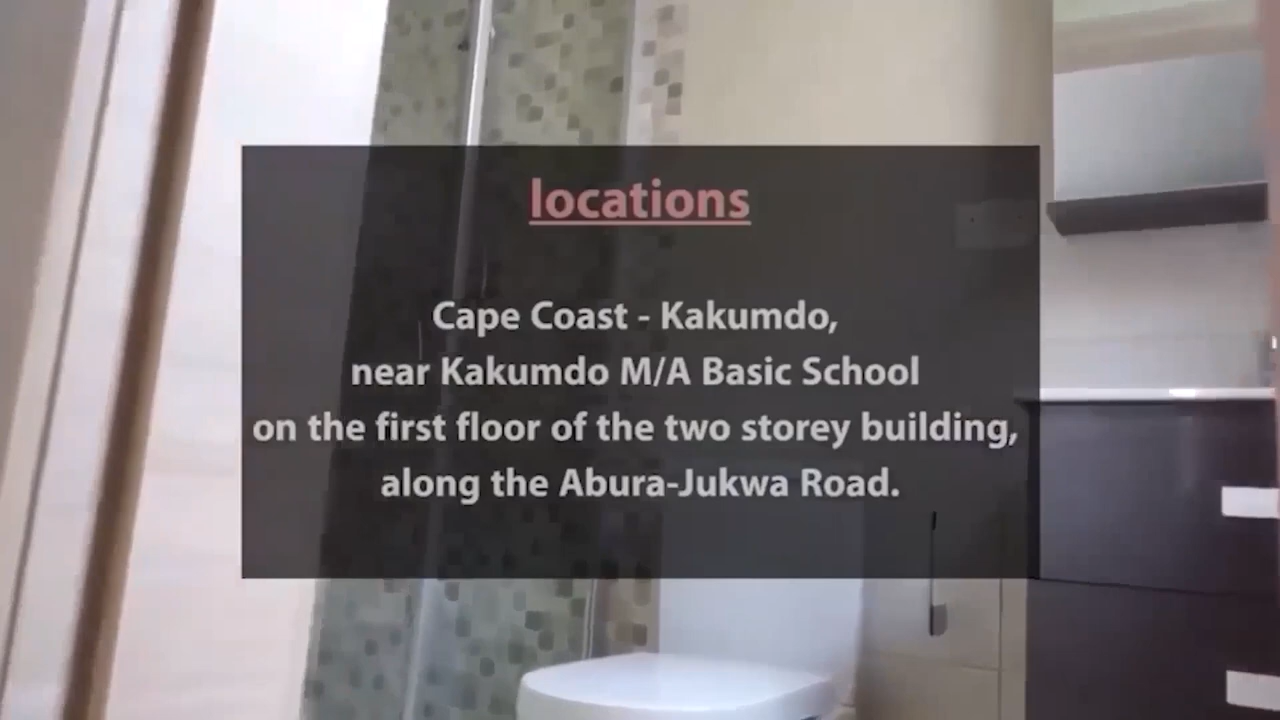 locations
Cape Coast - Kakumdo,
near Kakumdo M/A Basic School
on the first floor of the two storey building,
along the Abura-Jukwa Road.